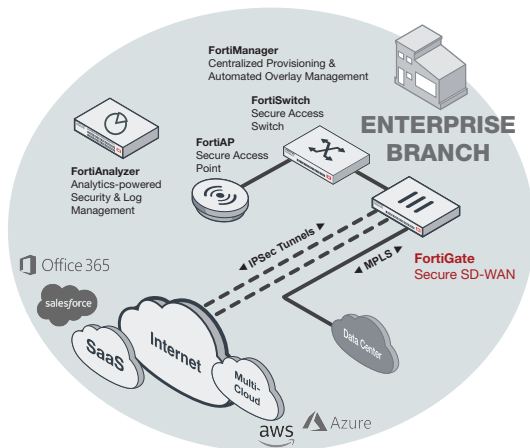 FortiManager
Centralized Provisioning &
Automated Overlay Management
FortiSwitch
Secure Access
Switch
ENTERPRISE
BRANCH
FortiAP
Secure Access
Point
FortiAnalyzer
Analytics-powered
Security & Log
Management
IPSec Tunnels
MPLS
FortiGate
Secure SD-WAN
Office 365
salesforce
SaaS
Internet
Multi-
Cloud
Data Center
aws
Azure